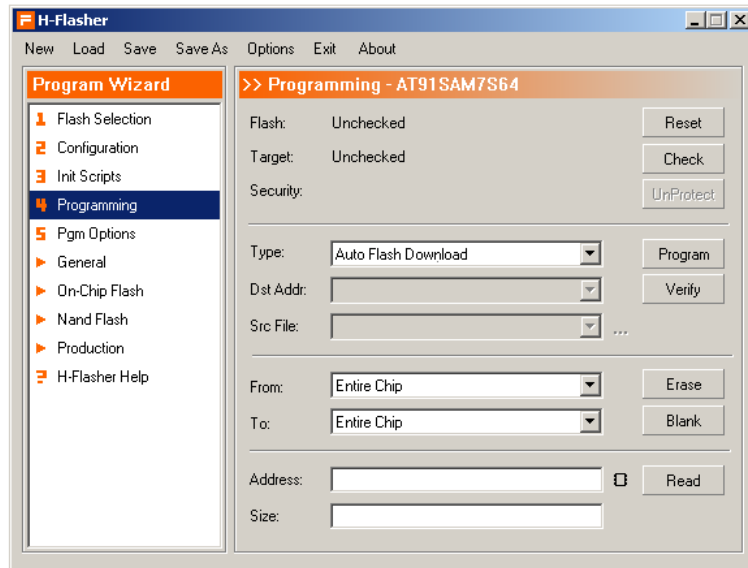 H-Flasher
New Load Save Save As Options Exit About
Program Wizard
1 Flash Selection
2 Configuration
3 Init Scripts
4 Programming
5 Pgm Options
General
On-Chip Flash
Nand Flash
Production
? H-Flasher Help
>> Programming - AT91SAM7S64
Flash: Unchecked Reset
Target: Unchecked Check
Security: UnProtect
Type: Auto Flash Download Program
Dst Addr: Verify
Src File: ...
From: Entire Chip Erase
To: Entire Chip Blank
Address: Read
Size: